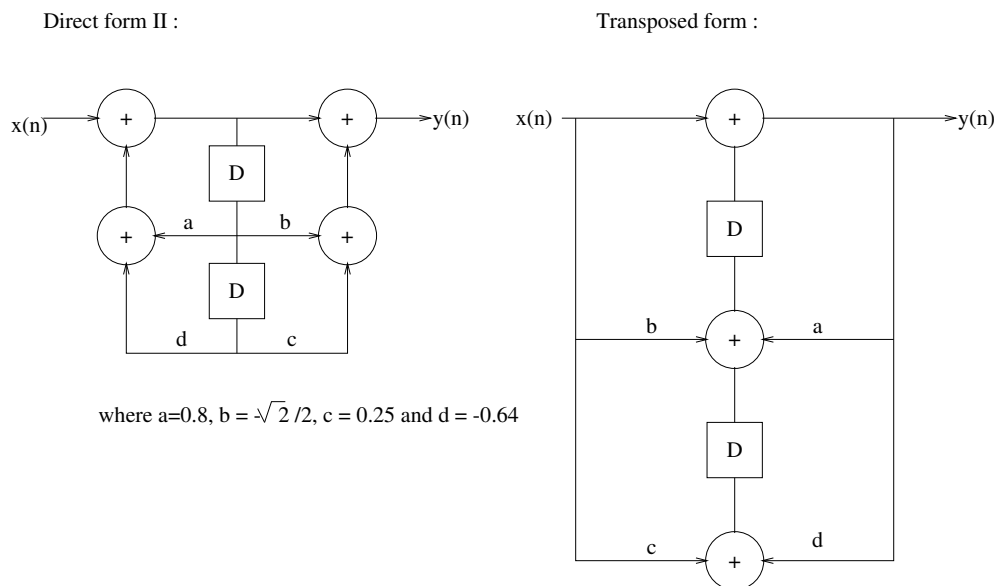 Direct form II :
Transposed form :
x(n)
+
+
y(n)
D
+
a
b
+
D
d
c
where a=0.8, b = -√2 /2, c = 0.25 and d = -0.64
x(n)
+
y(n)
D
b
+
a
D
c
+
d